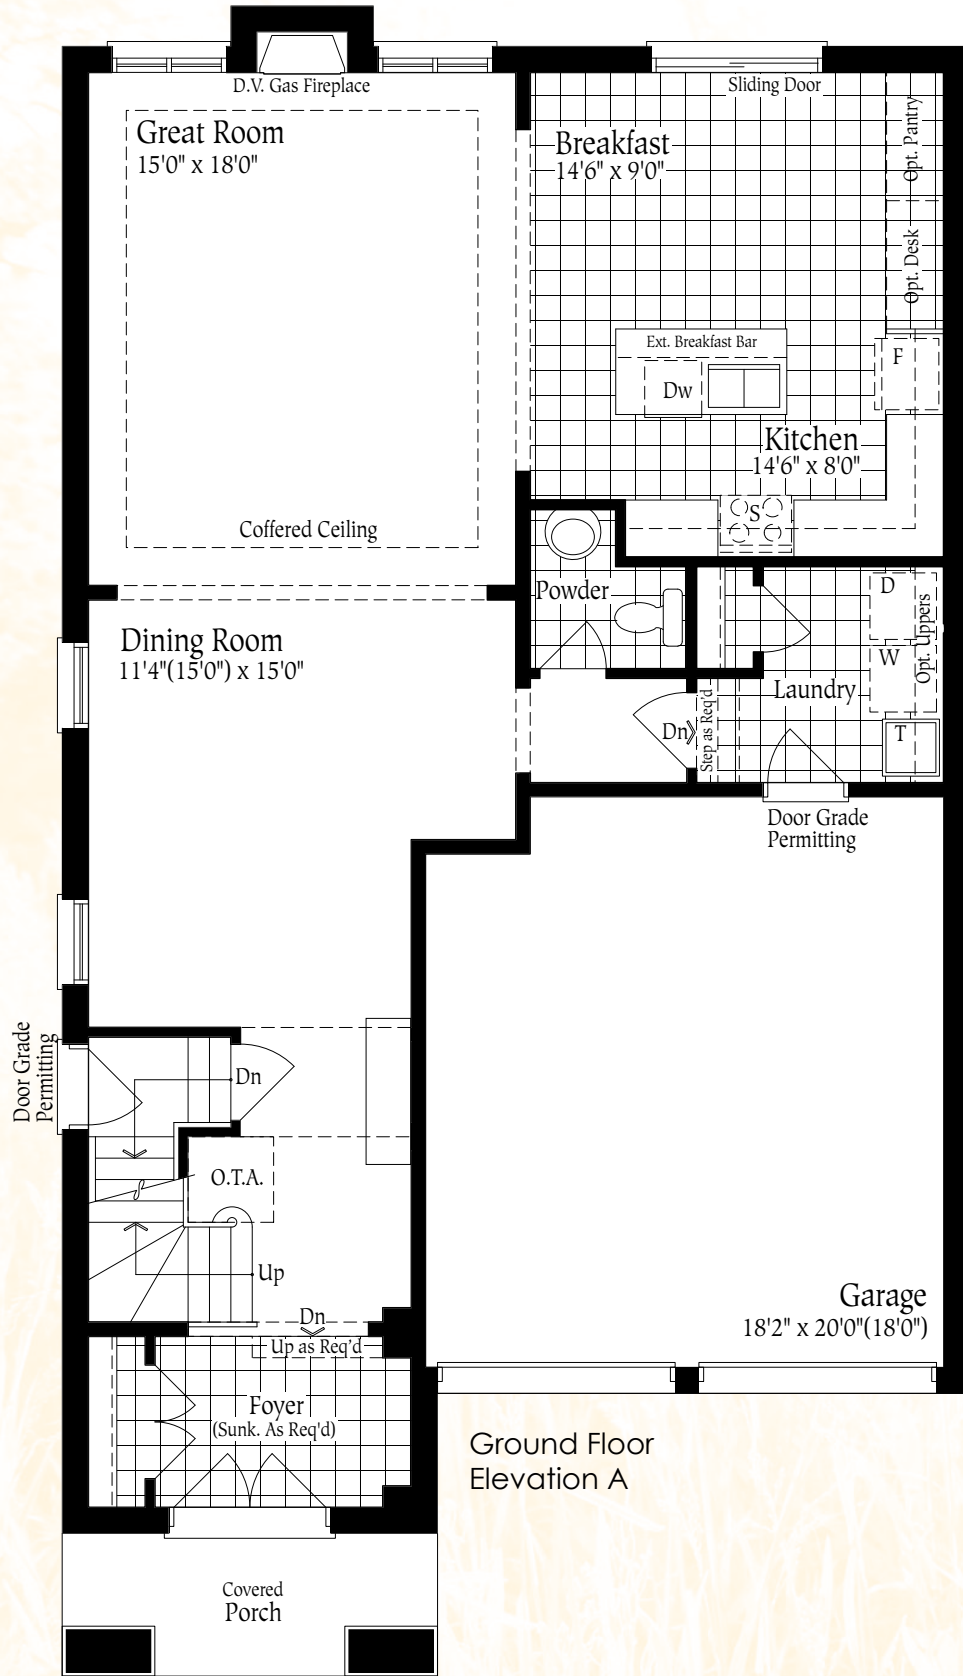 D.V. Gas Fireplace
Sliding Door
Great Room
15'0" x 18'0"
Breakfast
14'6" x 9'0"
Opt. Pantry
Opt. Desk
Ext. Breakfast Bar
Dw
F
Kitchen
14'6" x 8'0"
S
Coffered Ceiling
Powder
D
W
Opt. Uppers
Dining Room
11'4"(15'0") x 15'0"
Laundry
Dn
Step as Req'd
T
Door Grade
Permitting
Door Grade
Permitting
Dn
O.T.A.
Up
Dn
Up as Req'd
Garage
18'2" x 20'0"(18'0")
Foyer
(Sunk. As Req'd)
Ground Floor
Elevation A
Covered
Porch